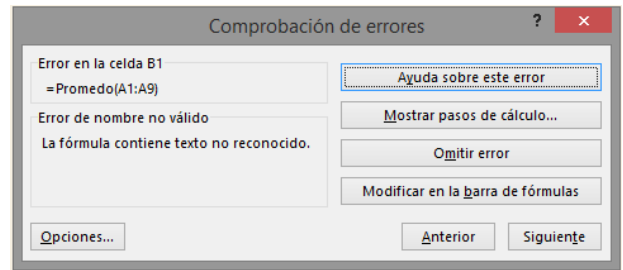 Comprobación de errores
?
×
Error en la celda B1
=Promedo(A1:A9)
Error de nombre no válido
La fórmula contiene texto no reconocido.
Ayuda sobre este error
Mostrar pasos de cálculo...
Omitir error
Modificar en la barra de fórmulas
Opciones...
Anterior
Siguiente